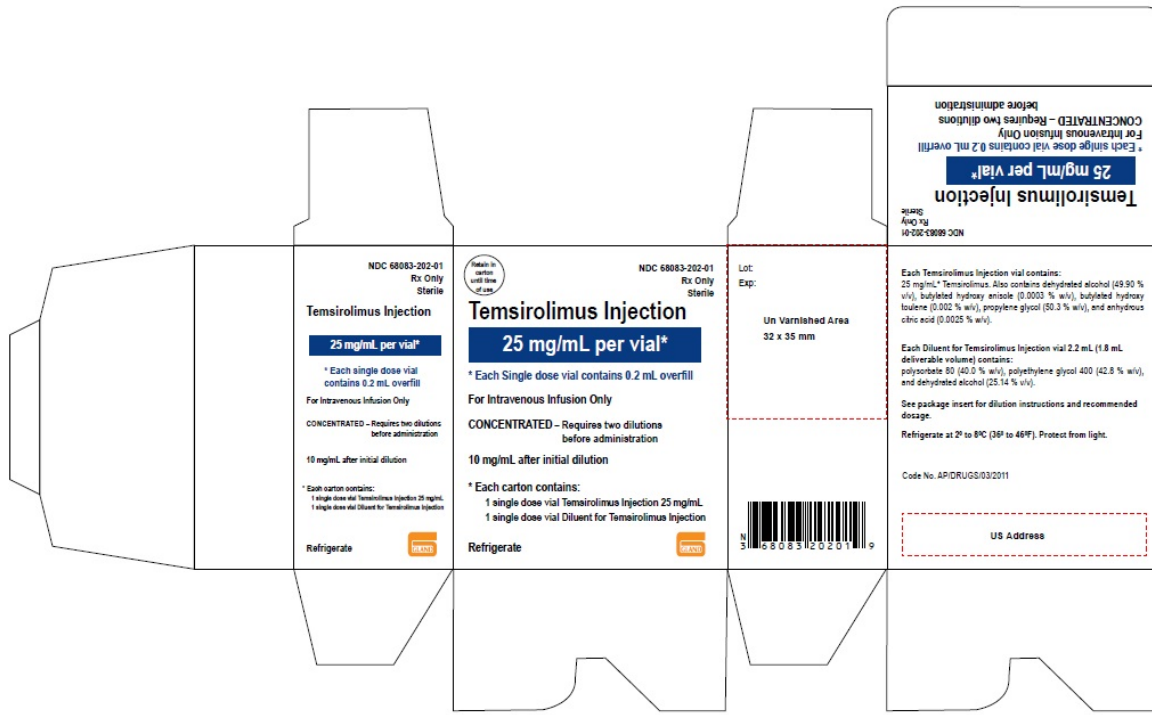 NDC 68083-202-01
Rx Only
Sterile
Temsirolimus Injection
25 mg/mL per vial*
* Each single dose vial
contains 0.2 mL overfill
For Intravenous Infusion Only
CONCENTRATED – Requires two dilutions
before administration
10 mg/mL after initial dilution
* Each carton contains:
1 single dose vial Temsirolimus Injection 25 mg/mL
1 single dose vial Diluent for Temsirolimus Injection
Refrigerate
GLAND
Retain in
carton
until time
of use
NDC 68083-202-01
Rx Only
Sterile
Temsirolimus Injection
25 mg/mL per vial*
* Each Single dose vial contains 0.2 mL overfill
For Intravenous Infusion Only
CONCENTRATED – Requires two dilutions
before administration
10 mg/mL after initial dilution
* Each carton contains:
1 single dose vial Temsirolimus Injection 25 mg/mL
1 single dose vial Diluent for Temsirolimus Injection
Refrigerate
GLAND
Lot:
Exp:
Un Varnished Area
32 x 35 mm
N
3 68083 20201 9
NDC 68083-202-01
Rx Only
Sterile
Temsirolimus Injection
25 mg/mL per vial*
* Each sinlge dose vial contains 0.2 mL overfill
For Intravenous Infusion Only
CONCENTRATED – Requires two dilutions
before administration
Each Temsirolimus Injection vial contains:
25 mg/mL* Temsirolimus. Also contains dehydrated alcohol (49.90 %
v/v), butylated hydroxy anisole (0.0003 % w/v), butylated hydroxy
toulene (0.002 % w/v), propylene glycol (50.3 % w/v), and anhydrous
citric acid (0.0025 % w/v).
Each Diluent for Temsirolimus Injection vial 2.2 mL (1.8 mL
deliverable volume) contains:
polysorbate 80 (40.0 % w/v), polyethylene glycol 400 (42.8 % w/v),
and dehydrated alcohol (25.14 % v/v).
See package insert for dilution instructions and recommended
dosage.
Refrigerate at 2º to 8ºC (36º to 46ºF). Protect from light.
Code No. AP/DRUGS/03/2011
US Address